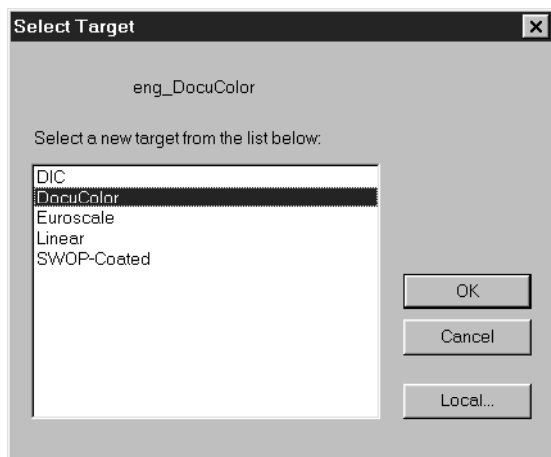 Select Target
eng_DocuColor
Select a new target from the list below:
DIC
DocuColor
Euroscale
Linear
SWOP-Coated
OK
Cancel
Local...